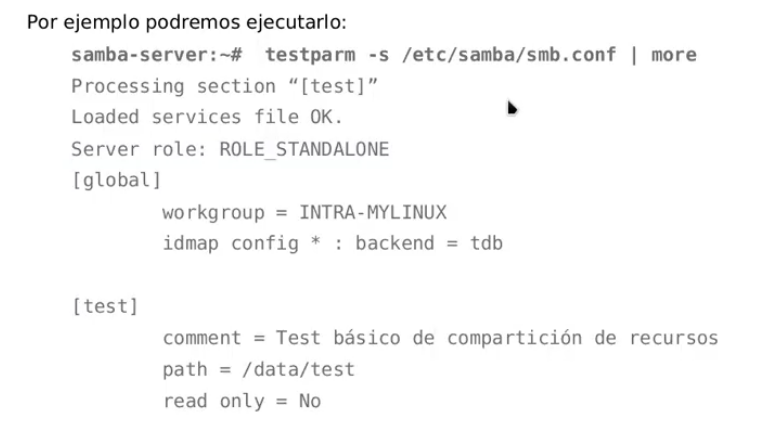 Por ejemplo podremos ejecutarlo:
samba-server:~#  testparm -s /etc/samba/smb.conf | more
Processing section “[test]”
Loaded services file OK.
Server role: ROLE_STANDALONE
[global]
workgroup = INTRA-MYLINUX
idmap config * : backend = tdb
[test]
comment = Test básico de compartición de recursos
path = /data/test
read only = No